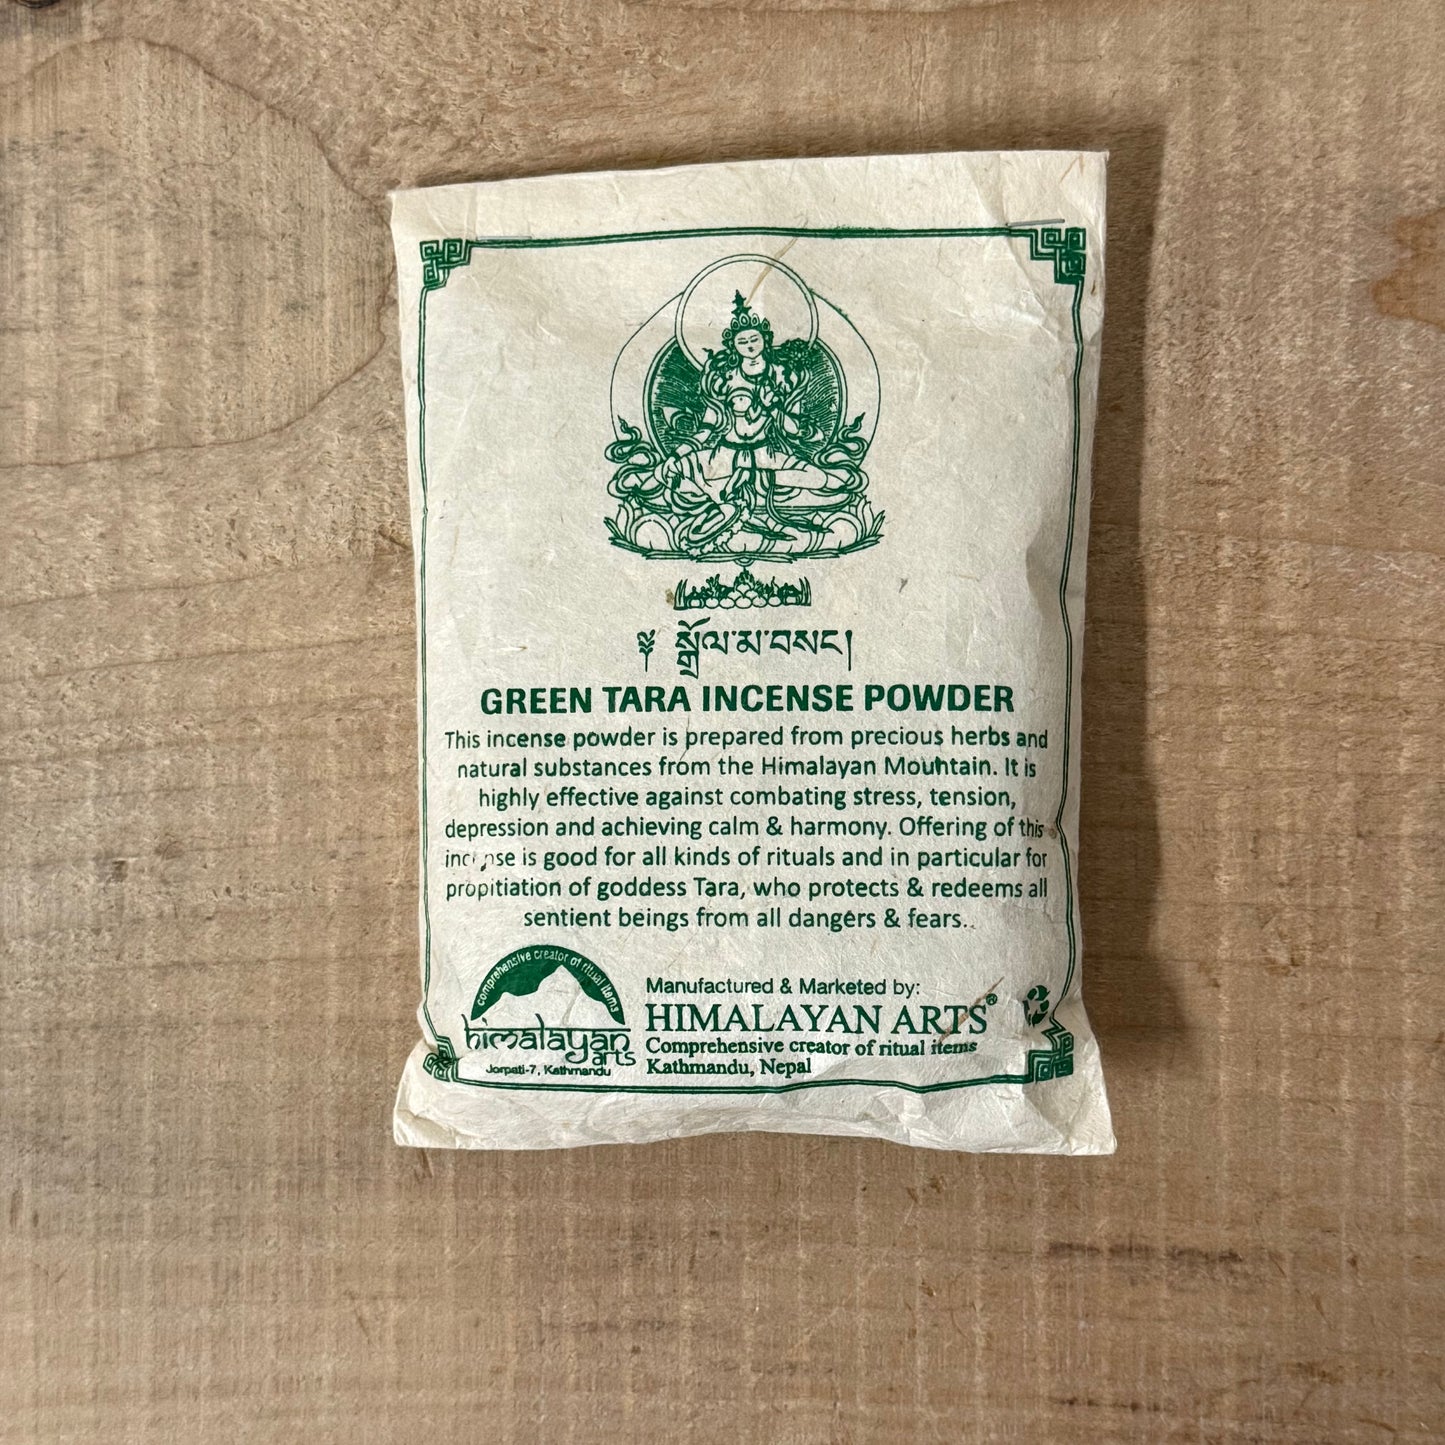 ༈ སྒྲོལ་མ་བསང༌།
GREEN TARA INCENSE POWDER
This incense powder is prepared from precious herbs and
natural substances from the Himalayan Mountain. It is
highly effective against combating stress, tension,
depression and achieving calm & harmony. Offering of this
incense is good for all kinds of rituals and in particular for
propitiation of goddess Tara, who protects & redeems all
sentient beings from all dangers & fears..
comprehensive creator of ritual items
himalayan
arts
Jorpati-7, Kathmandu
Manufactured & Marketed by:
HIMALAYAN ARTS®
Comprehensive creator of ritual items
Kathmandu, Nepal